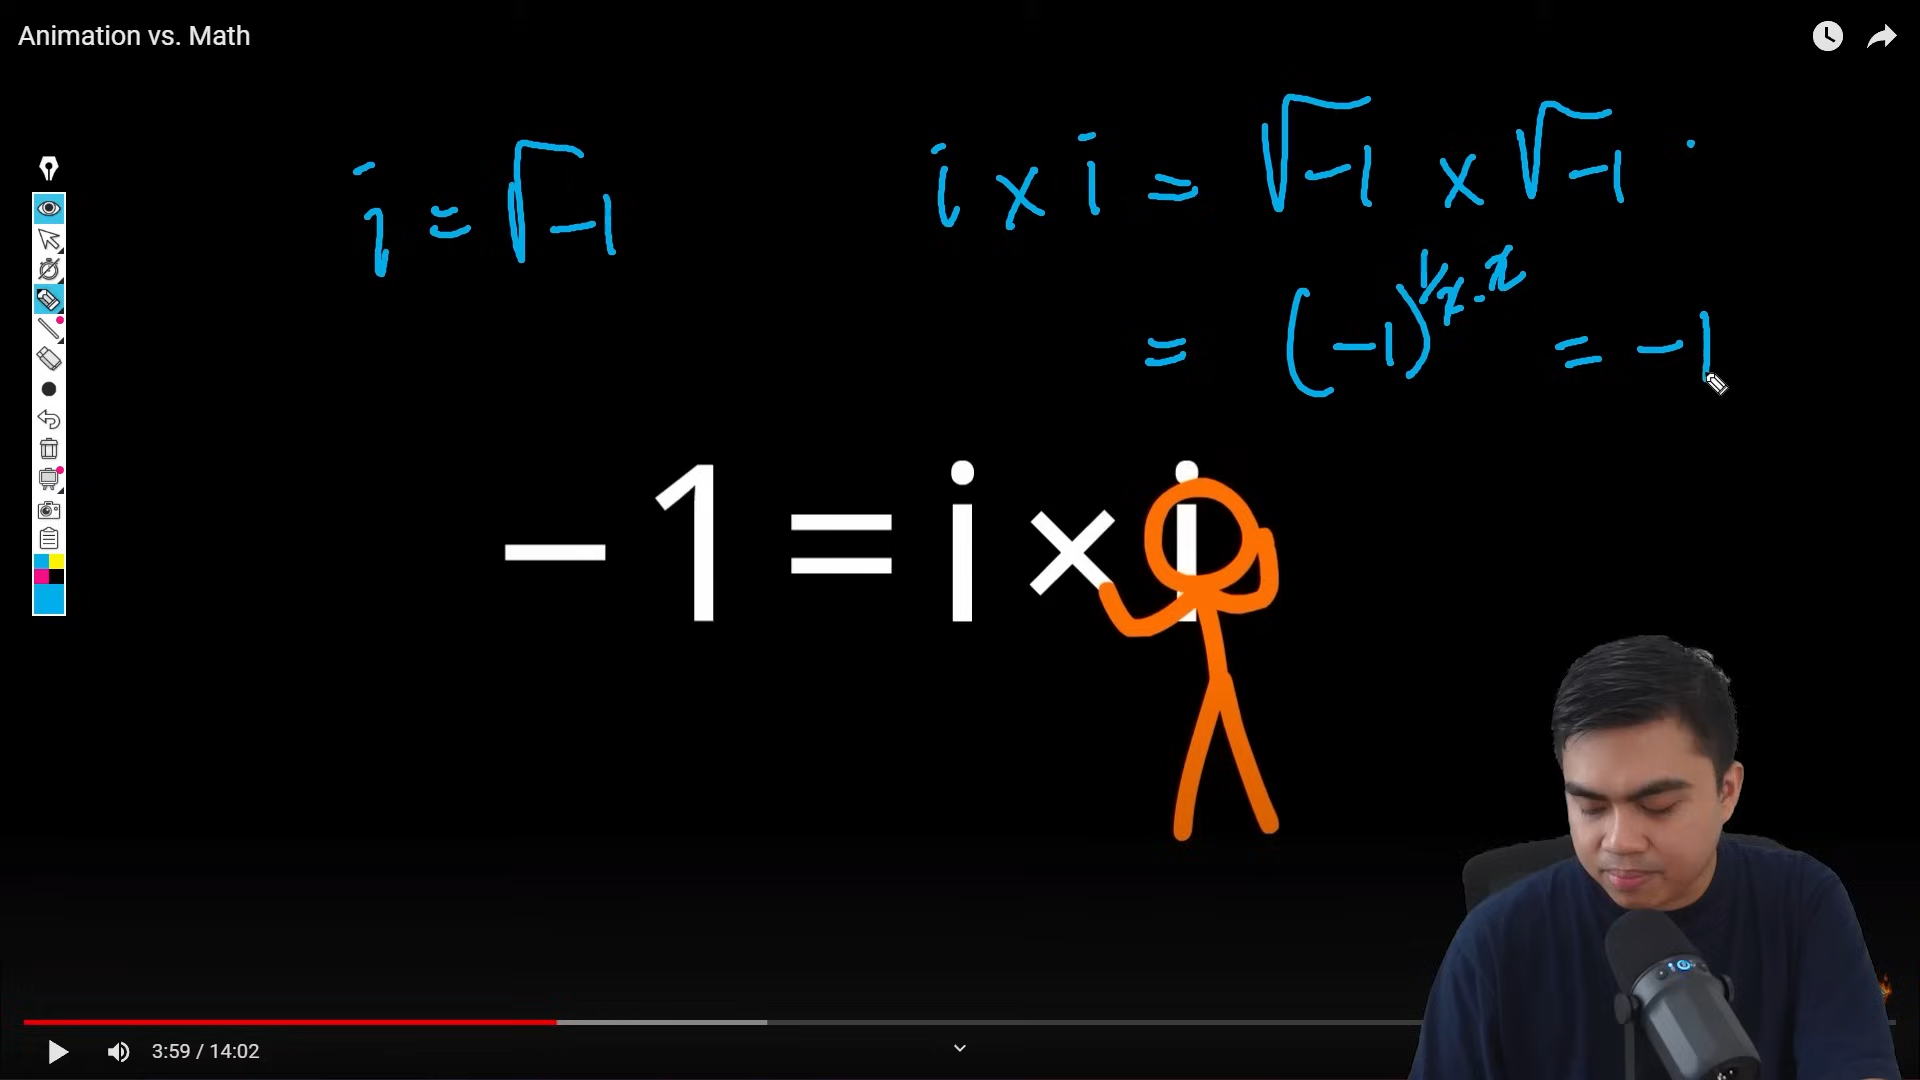 Animation vs. Math
i = √-1
i × i = √-1 × √-1
= (-1)^1/2·2 = -1
-1 = i × i
3:59 / 14:02